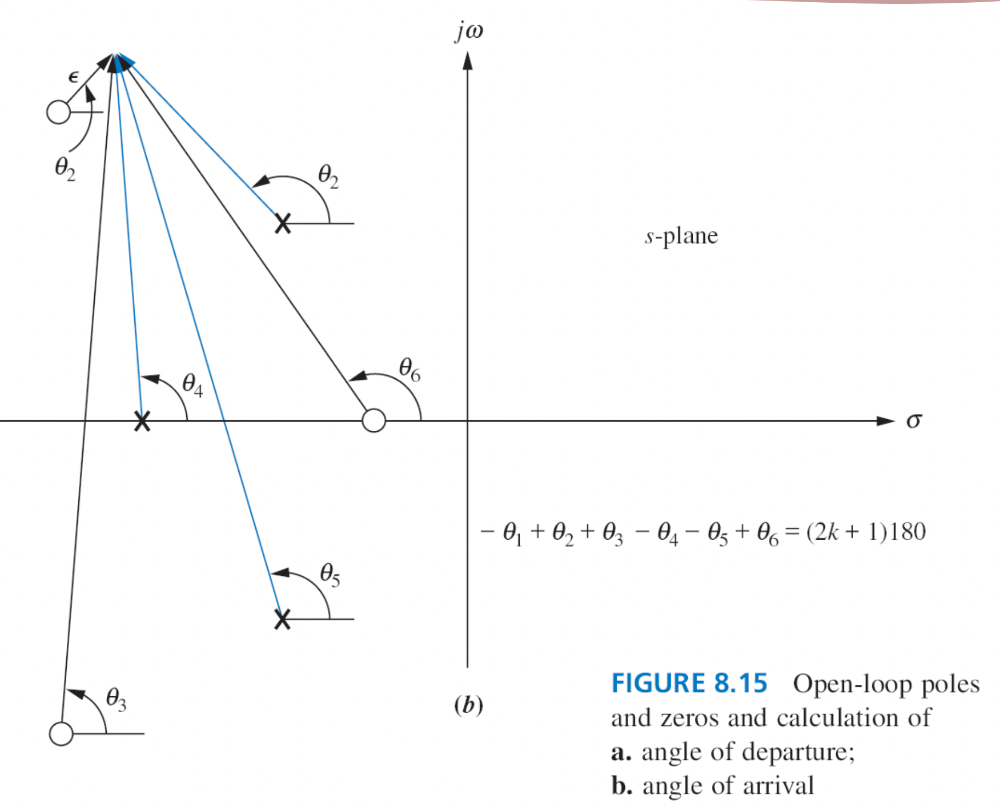 jω
ϵ
θ₂
θ₂
s-plane
θ₆
θ₄
σ
− θ₁ + θ₂ + θ₃ − θ₄ − θ₅ + θ₆ = (2k + 1)180
θ₅
θ₃
(b)
FIGURE 8.15 Open-loop poles
and zeros and calculation of
a. angle of departure;
b. angle of arrival